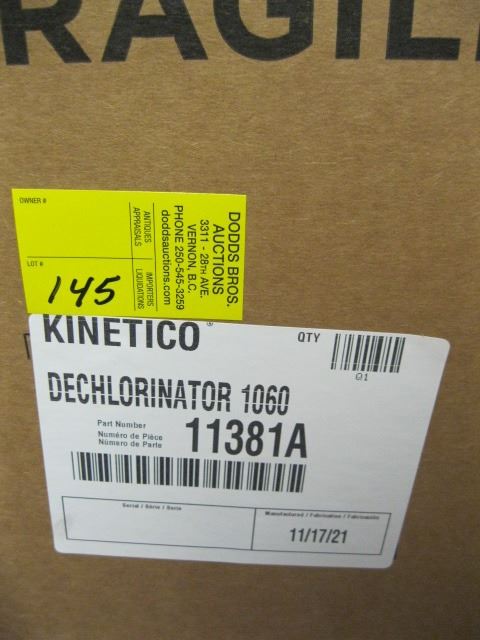 RAGIL
OWNER #
LOT #
145
ANTIQUES
APPRAISALS
IMPORTERS
LIQUIDATIONS
DODDS BROS.
AUCTIONS
3311 - 28TH AVE.
VERNON, B.C.
PHONE 250-545-3259
doddsauctions.com
KINETICO®
QTY
Q1
DECHLORINATOR 1060
Part Number
Numéro de Pièce
Número de Parte
11381A
Serial / Série / Serie
Manufactured / Fabrication / Fabricación
11/17/21